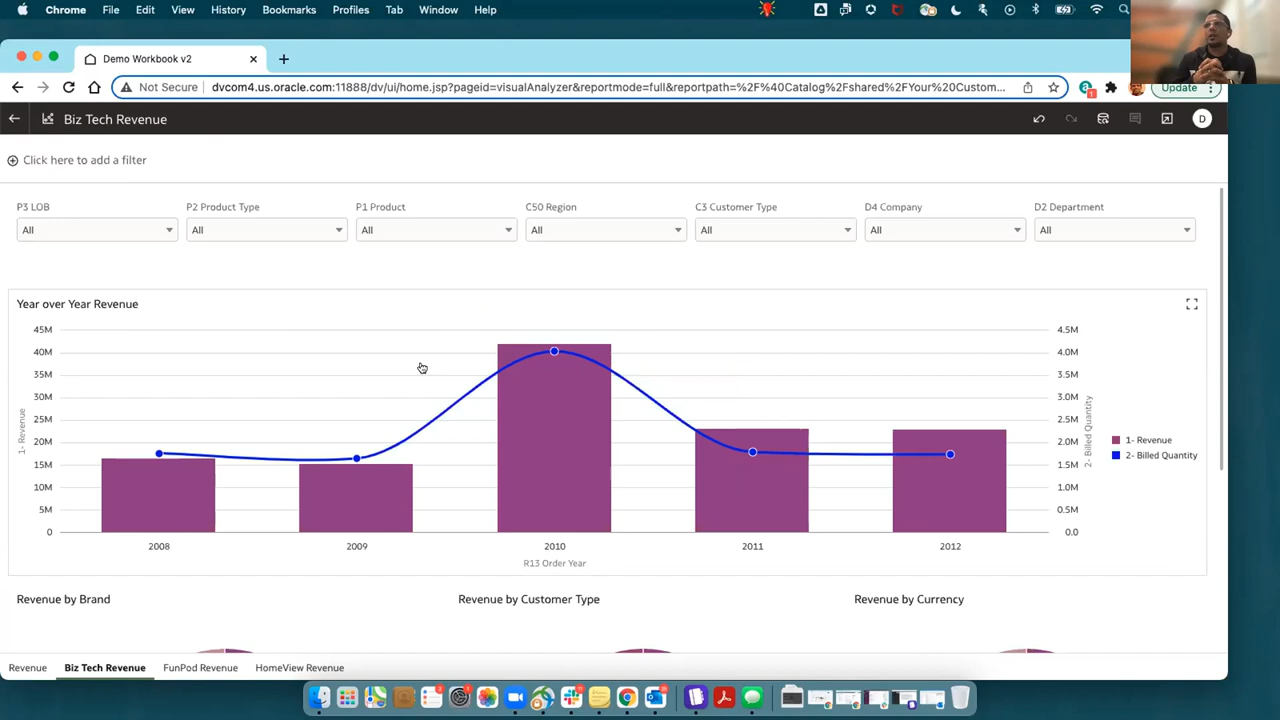 Chrome File Edit View History Bookmarks Profiles Tab Window Help
Demo Workbook v2
Not Secure dvcom4.us.oracle.com:11888/dv/ui/home.jsp?pageid=visualAnalyzer&reportmode=full&reportpath=%2F%40Catalog%2Fshared%2FYour%20Custom... Update
Biz Tech Revenue D
Click here to add a filter
P3 LOB P2 Product Type P1 Product C50 Region C3 Customer Type D4 Company D2 Department
All All All All All All All
Year over Year Revenue
45M 4.5M
40M 4.0M
35M 3.5M
30M 3.0M
25M 2.5M
20M 2.0M
15M 1.5M
10M 1.0M
5M 0.5M
0 0.0
1- Revenue
2- Billed Quantity
1- Revenue
2- Billed Quantity
2008 2009 2010 2011 2012
R13 Order Year
Revenue by Brand Revenue by Customer Type Revenue by Currency
Revenue Biz Tech Revenue FunPod Revenue HomeView Revenue